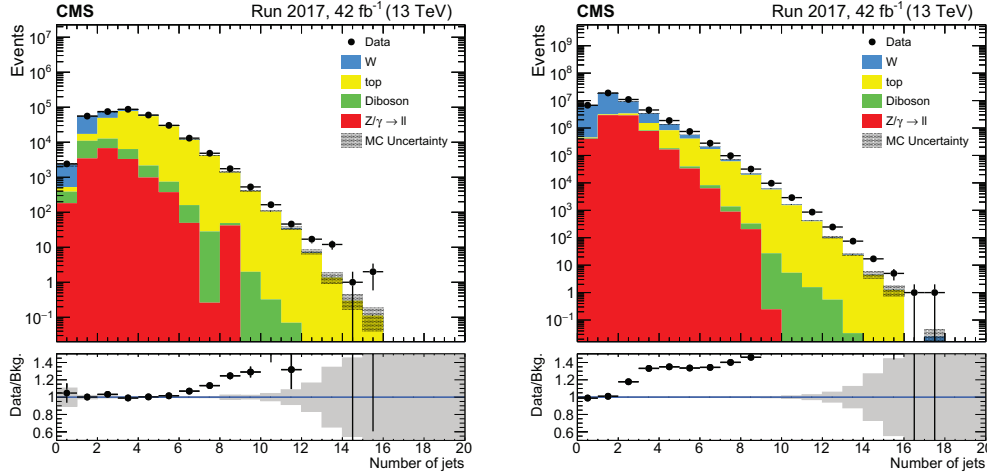 CMS Run 2017, 42 fb⁻¹ (13 TeV)
Events
10⁷
10⁶
10⁵
10⁴
10³
10²
10
1
10⁻¹
Data
W
top
Diboson
Z/γ → ll
MC Uncertainty
Data/Bkg.
1.4
1.2
1
0.8
0.6
0 2 4 6 8 10 12 14 16 18 20
Number of jets
CMS Run 2017, 42 fb⁻¹ (13 TeV)
Events
10⁹
10⁸
10⁷
10⁶
10⁵
10⁴
10³
10²
10
1
10⁻¹
Data
W
top
Diboson
Z/γ → ll
MC Uncertainty
Data/Bkg.
1.4
1.2
1
0.8
0.6
0 2 4 6 8 10 12 14 16 18 20
Number of jets